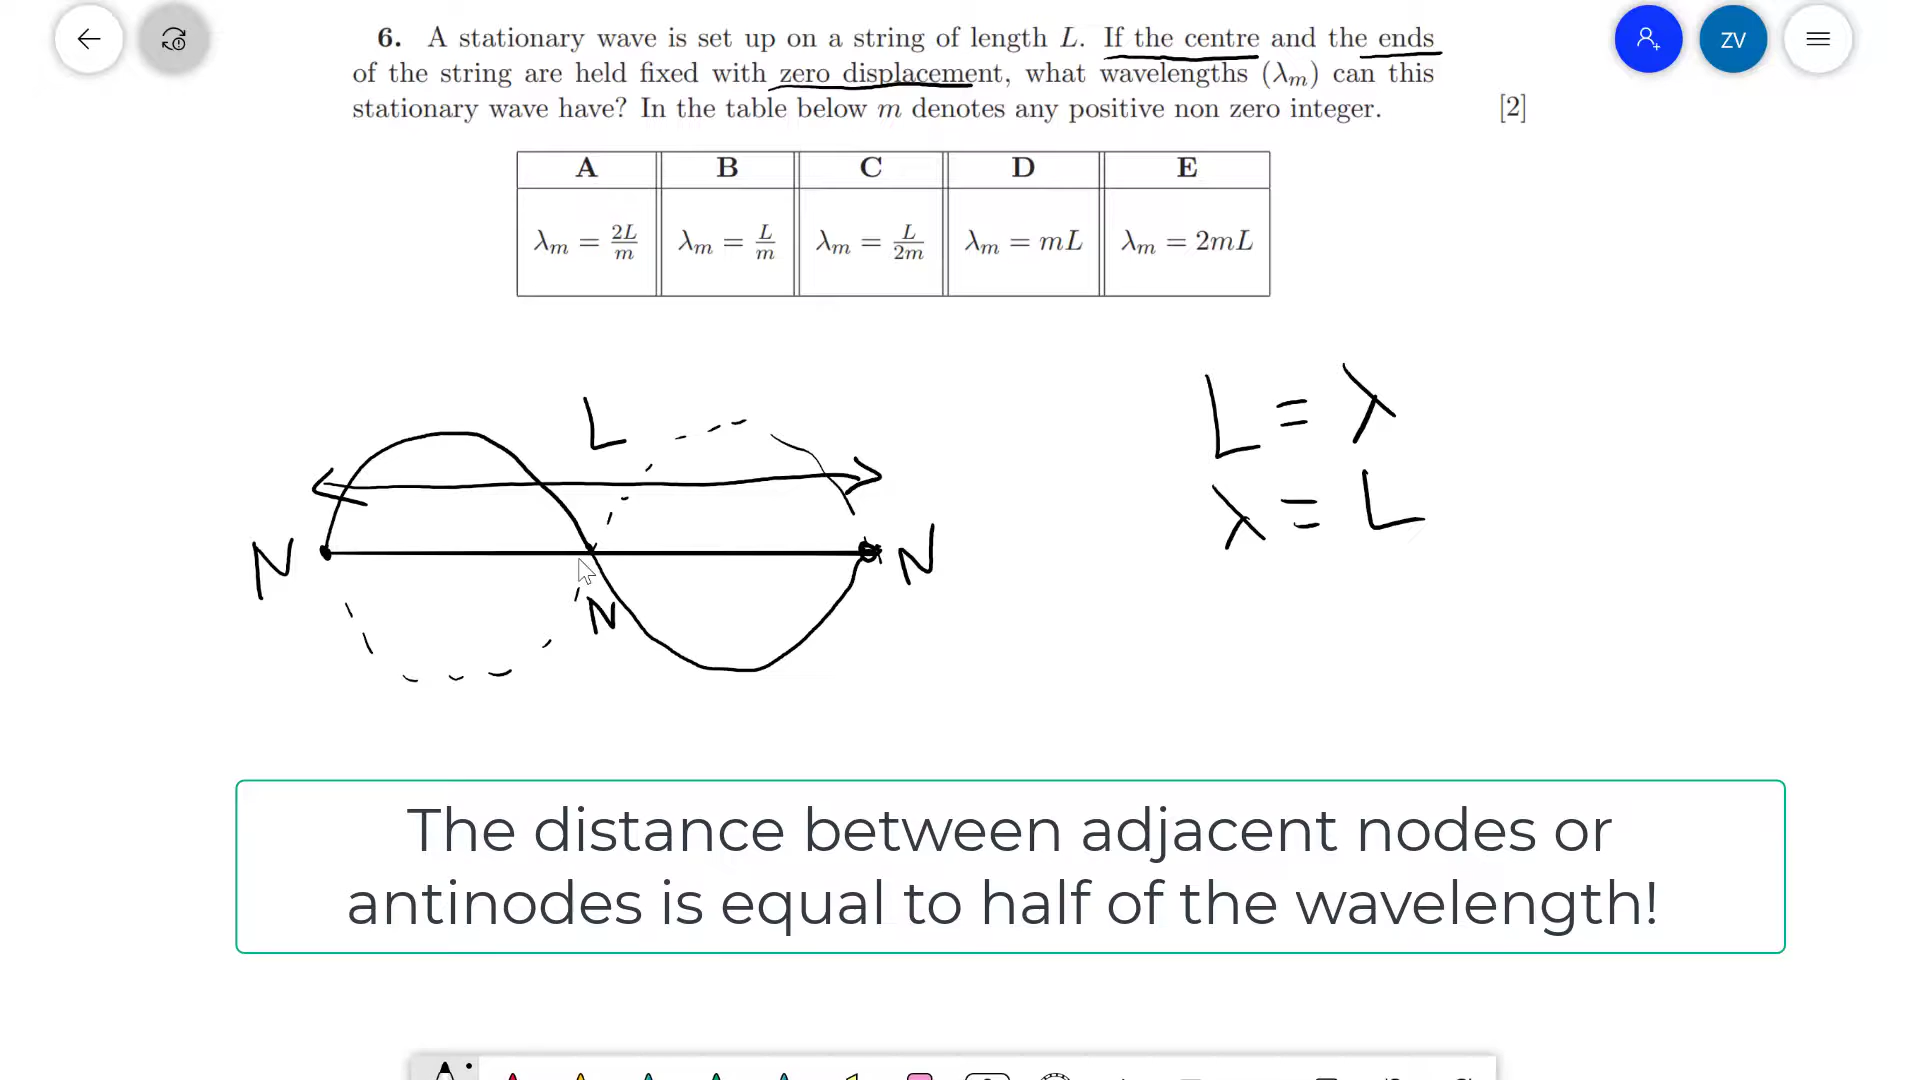 6. A stationary wave is set up on a string of length L. If the centre and the ends
of the string are held fixed with zero displacement, what wavelengths (λₘ) can this
stationary wave have? In the table below m denotes any positive non zero integer. [2]
ZV
A B C D E
λₘ = 2L/m λₘ = L/m λₘ = L/2m λₘ = mL λₘ = 2mL
L
L = λ
λ = L
N N N
The distance between adjacent nodes or
antinodes is equal to half of the wavelength!